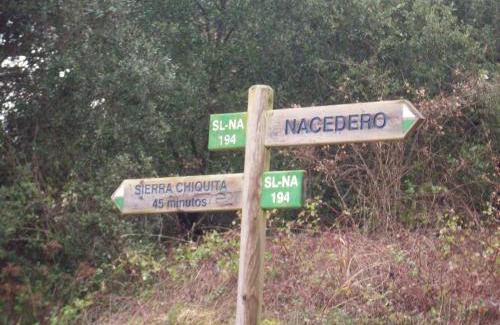 SL-NA
194
NACEDERO
SIERRA CHIQUITA
45 minutos
SL-NA
194